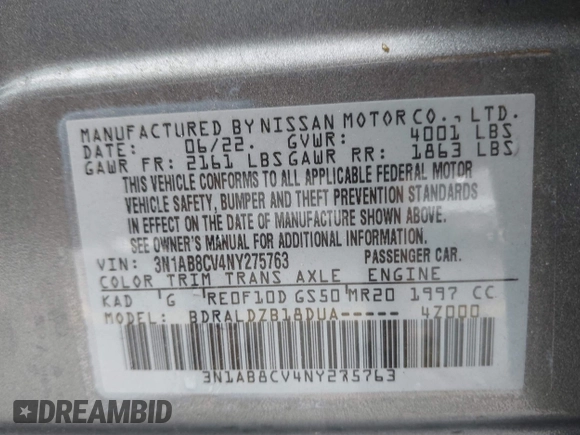 MANUFACTURED BY NISSAN MOTOR CO., LTD.
DATE: 06/22. GVWR: 4001 LBS
GAWR FR: 2161 LBS GAWR RR: 1863 LBS
THIS VEHICLE CONFORMS TO ALL APPLICABLE FEDERAL MOTOR
VEHICLE SAFETY, BUMPER AND THEFT PREVENTION STANDARDS
IN EFFECT ON THE DATE OF MANUFACTURE SHOWN ABOVE.
SEE OWNER'S MANUAL FOR ADDITIONAL INFORMATION.
VIN: 3N1AB8CV4NY275763 PASSENGER CAR.
COLOR TRIM TRANS AXLE ENGINE
KAD G RE0F10D GS50 MR20 1997 CC
MODEL: BDRALDZB18DUA----- 4Z000
3N1AB8CV4NY275763
DREAMBID